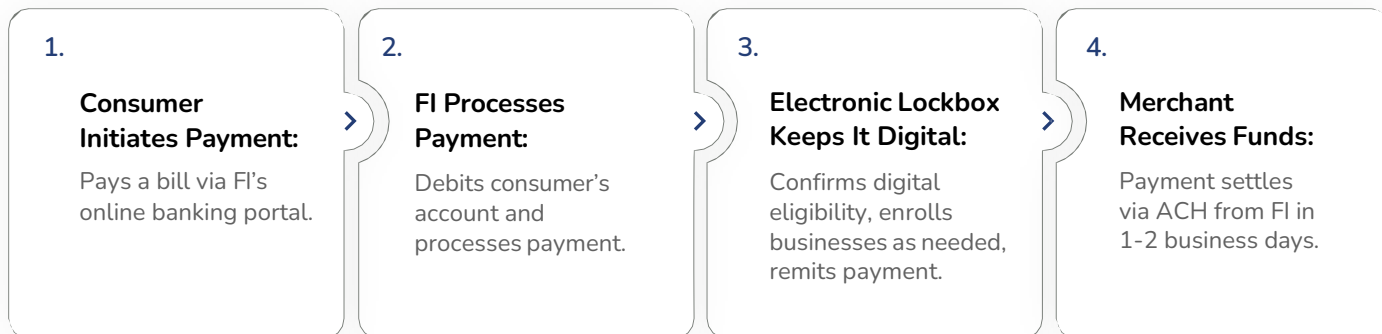 1.
Consumer
Initiates Payment:
Pays a bill via FI’s
online banking portal.
2.
FI Processes
Payment:
Debits consumer’s
account and
processes payment.
3.
Electronic Lockbox
Keeps It Digital:
Confirms digital
eligibility, enrolls
businesses as needed,
remits payment.
4.
Merchant
Receives Funds:
Payment settles
via ACH from FI in
1-2 business days.